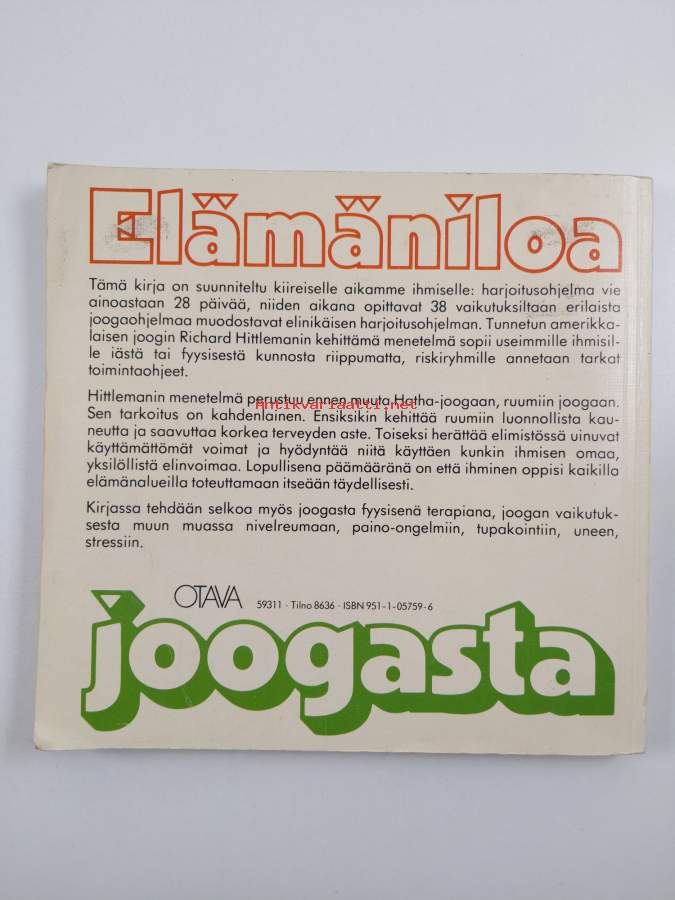 Elämäniloa
Tämä kirja on suunniteltu kiireiselle aikamme ihmiselle: harjoitusohjelma vie
ainoastaan 28 päivää, niiden aikana opittavat 38 vaikutuksiltaan erilaista
joogaohjelmaa muodostavat elinikäisen harjoitusohjelman. Tunnetun amerikka-
laisen joogin Richard Hittlemanin kehittämä menetelmä sopii useimmille ihmisil-
le iästä tai fyysisestä kunnosta riippumatta, riskiryhmille annetaan tarkat
toimintaohjeet.
Hittlemanin menetelmä perustuu ennen muuta Hatha-joogaan, ruumiin joogaan.
Antikvariaatti.net
Sen tarkoitus on kahdenlainen. Ensiksikin kehittää ruumiin luonnollista kau-
neutta ja saavuttaa korkea terveyden aste. Toiseksi herättää elimistössä uinuvat
käyttämättömät voimat ja hyödyntää niitä käyttäen kunkin ihmisen omaa,
yksilöllistä elinvoimaa. Lopullisena päämääränä on että ihminen oppisi kaikilla
elämänalueilla toteuttamaan itseään täydellisesti.
Kirjassa tehdään selkoa myös joogasta fyysisenä terapiana, joogan vaikutuk-
sesta muun muassa nivelreumaan, paino-ongelmiin, tupakointiin, uneen,
stressiin.
OTAVA 59311 · Tilno 8636 · ISBN 951-1-05759-6
joogasta